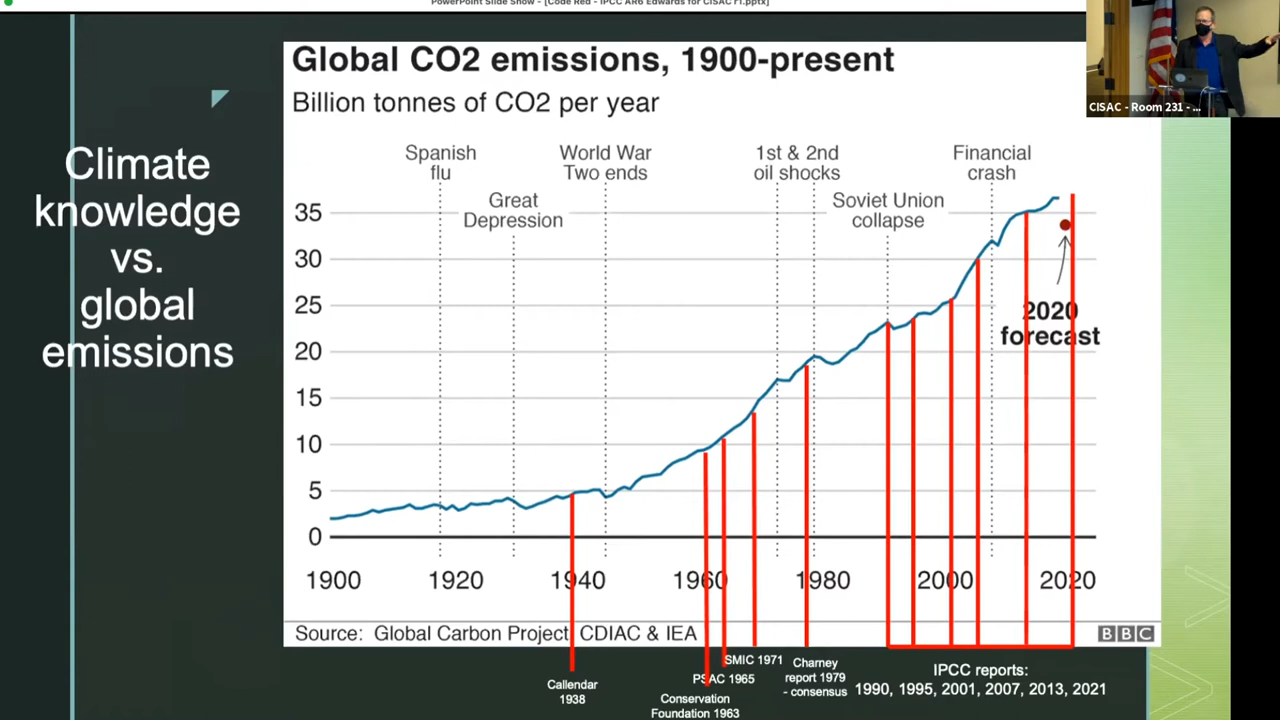 PowerPoint Slide Show - [Code Red - IPCC AR6 Edwards for CISAC r1.pptx]
CISAC - Room 231 - ...
Climate
knowledge
vs.
global
emissions
Global CO2 emissions, 1900-present
Billion tonnes of CO2 per year
Spanish
flu
Great
Depression
World War
Two ends
1st & 2nd
oil shocks
Soviet Union
collapse
Financial
crash
35
30
25
20
15
10
5
0
2020
forecast
1900 1920 1940 1960 1980 2000 2020
Source: Global Carbon Project, CDIAC & IEA
BBC
Callendar
1938
Conservation
Foundation 1963
PSAC 1965
SMIC 1971
Charney
report 1979
- consensus
IPCC reports:
1990, 1995, 2001, 2007, 2013, 2021